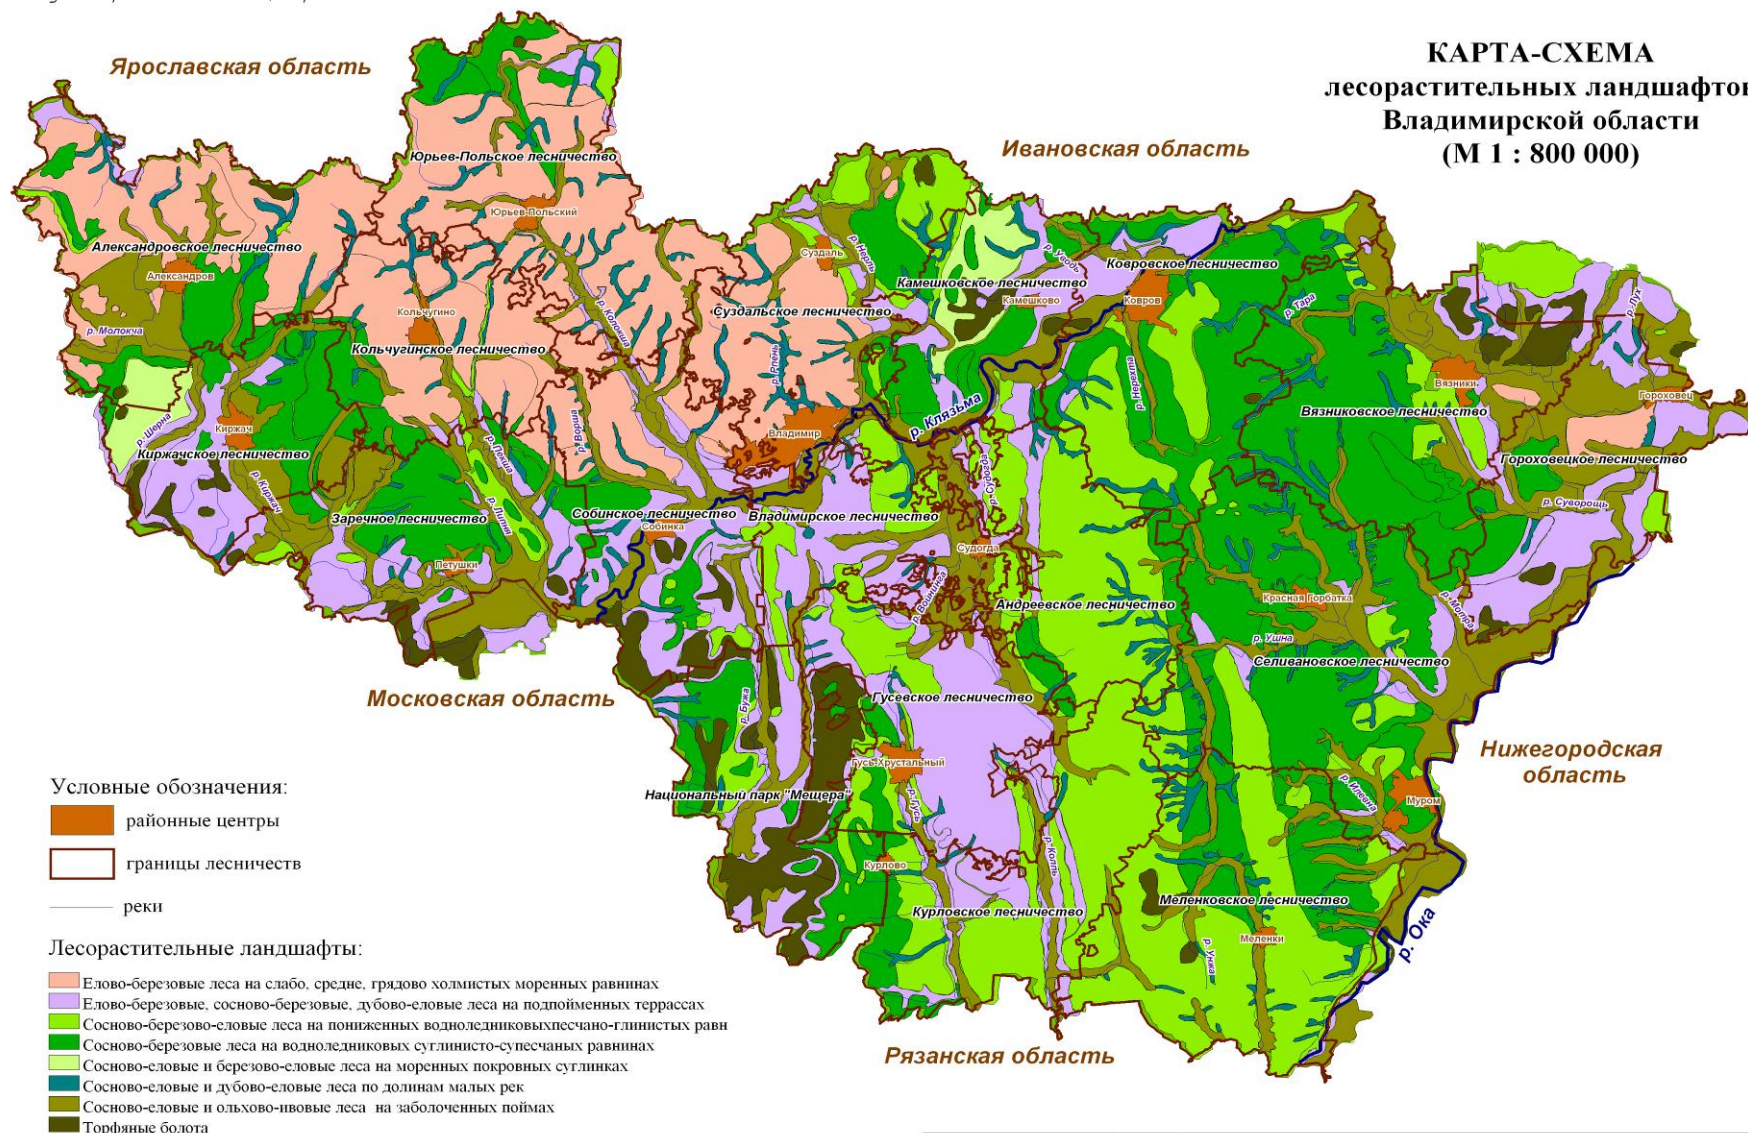 КАРТА-СХЕМА
лесорастительных ландшафтов
Владимирской области
(М 1 : 800 000)
Ярославская область
Ивановская область
Юрьев-Польское лесничество
Юрьев-Польский
Александровское лесничество
Александров
р. Молокча
Кольчугино
Кольчугинское лесничество
р. Колокша
Суздаль
р. Нерль
Суздальское лесничество
р. Рпень
Камешковское лесничество
Камешково
р. Уводь
Ковровское лесничество
Ковров
р. Тара
р. Нерехта
р. Лух
Вязники
Вязниковское лесничество
Гороховец
Гороховецкое лесничество
р. Суворощь
р. Шерна
Киржач
Киржачское лесничество
р. Киржач
Заречное лесничество
р. Пекша
р. Липня
Петушки
р. Ворша
Владимир
р. Клязьма
Собинское лесничество
Собинка
Владимирское лесничество
р. Судогда
Судогда
р. Войнинга
Андреевское лесничество
Красная Горбатка
р. Ушна
р. Мотра
Селивановское лесничество
Московская область
р. Бужа
Гусевское лесничество
Гусь-Хрустальный
Национальный парк "Мещера"
р. Гусь
Нижегородская
область
р. Илевна
Муром
Курлово
р. Колпь
Курловское лесничество
Меленковское лесничество
Меленки
р. Унжа
р. Ока
Рязанская область
Условные обозначения:
районные центры
границы лесничеств
реки
Лесорастительные ландшафты:
Елово-березовые леса на слабо, средне, грядово холмистых моренных равнинах
Елово-березовые, сосново-березовые, дубово-еловые леса на подпойменных террассах
Сосново-березово-еловые леса на пониженных водноледниковыхпесчано-глинистых равн
Сосново-березовые леса на водноледниковых суглинисто-супесчаных равнинах
Сосново-еловые и березово-еловые леса на моренных покровных суглинках
Сосново-еловые и дубово-еловые леса по долинам малых рек
Сосново-еловые и ольхово-ивовые леса на заболоченных поймах
Торфяные болота